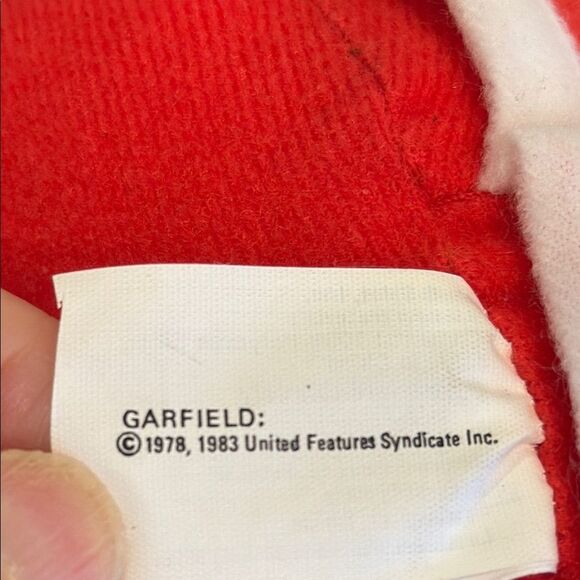 GARFIELD:
©1978, 1983 United Features Syndicate Inc.